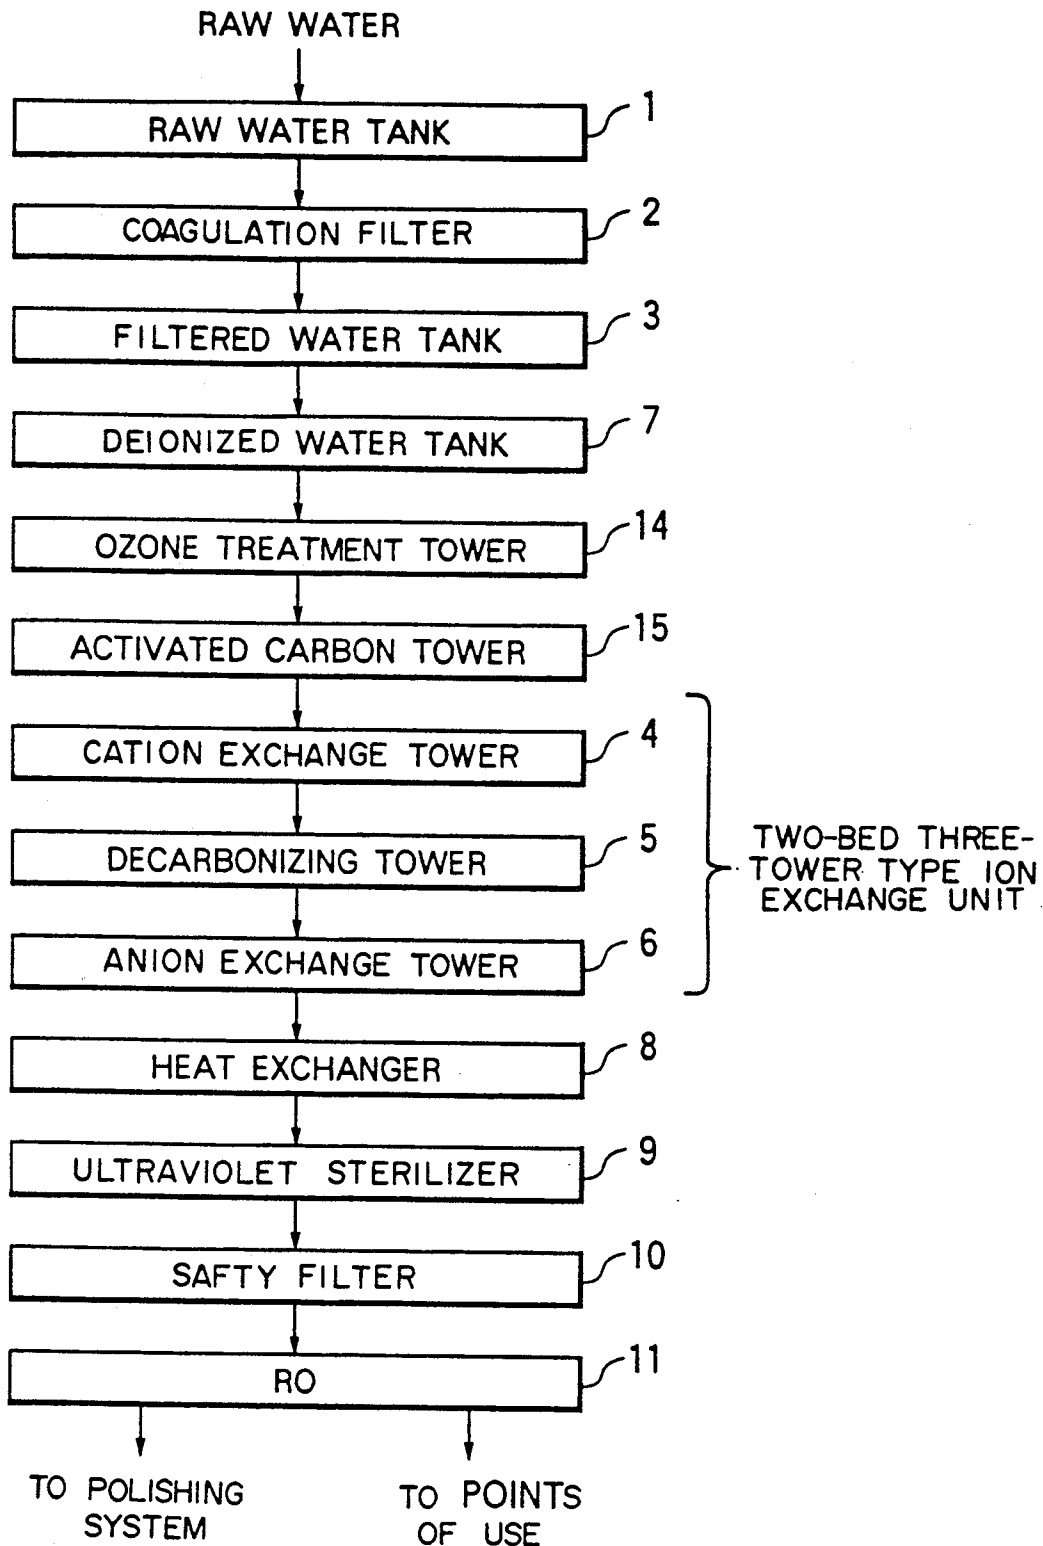 RAW WATER
RAW WATER TANK
1
COAGULATION FILTER
2
FILTERED WATER TANK
3
DEIONIZED WATER TANK
7
OZONE TREATMENT TOWER
14
ACTIVATED CARBON TOWER
15
CATION EXCHANGE TOWER
4
DECARBONIZING TOWER
5
ANION EXCHANGE TOWER
6
TWO-BED THREE-
TOWER TYPE ION
EXCHANGE UNIT
HEAT EXCHANGER
8
ULTRAVIOLET STERILIZER
9
SAFTY FILTER
10
RO
11
TO POLISHING
SYSTEM
TO POINTS
OF USE